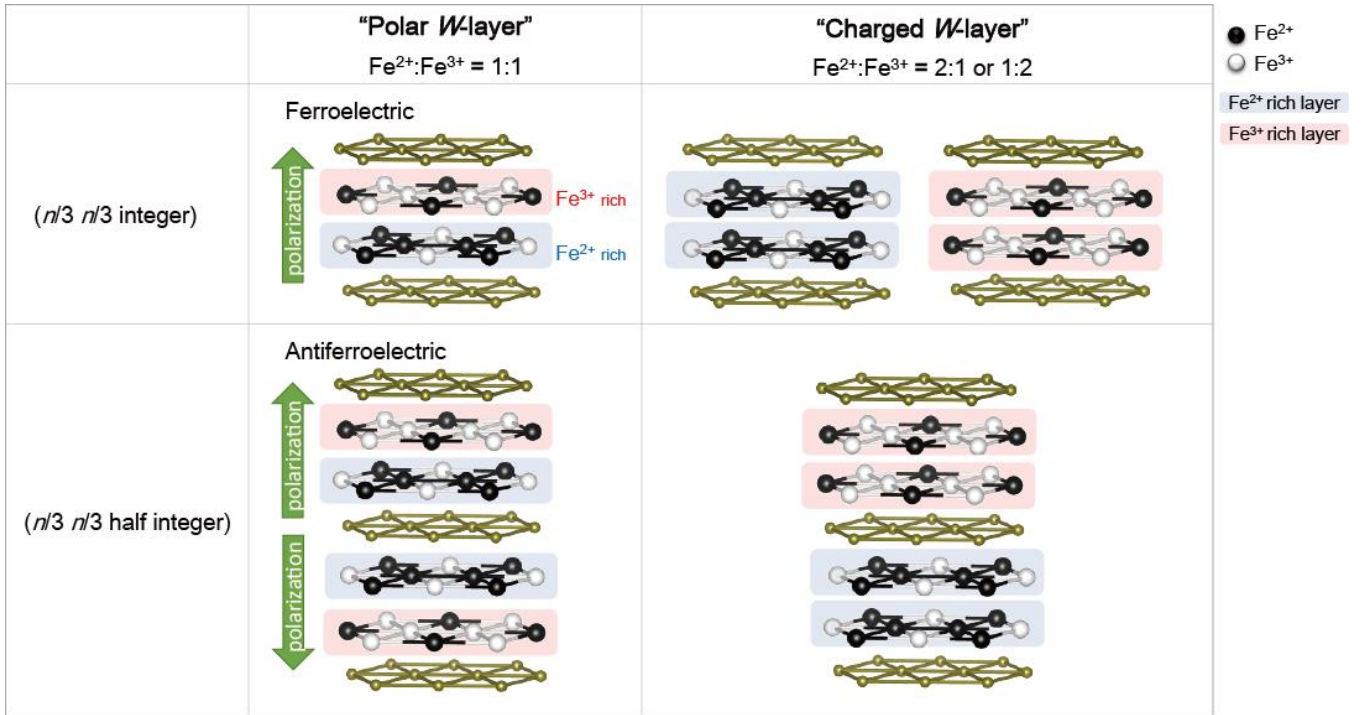 “Polar W-layer”
Fe²⁺:Fe³⁺ = 1:1
“Charged W-layer”
Fe²⁺:Fe³⁺ = 2:1 or 1:2
Fe²⁺
Fe³⁺
Fe²⁺ rich layer
Fe³⁺ rich layer
(n/3 n/3 integer)
Ferroelectric
polarization
Fe³⁺ rich
Fe²⁺ rich
(n/3 n/3 half integer)
Antiferroelectric
polarization
polarization